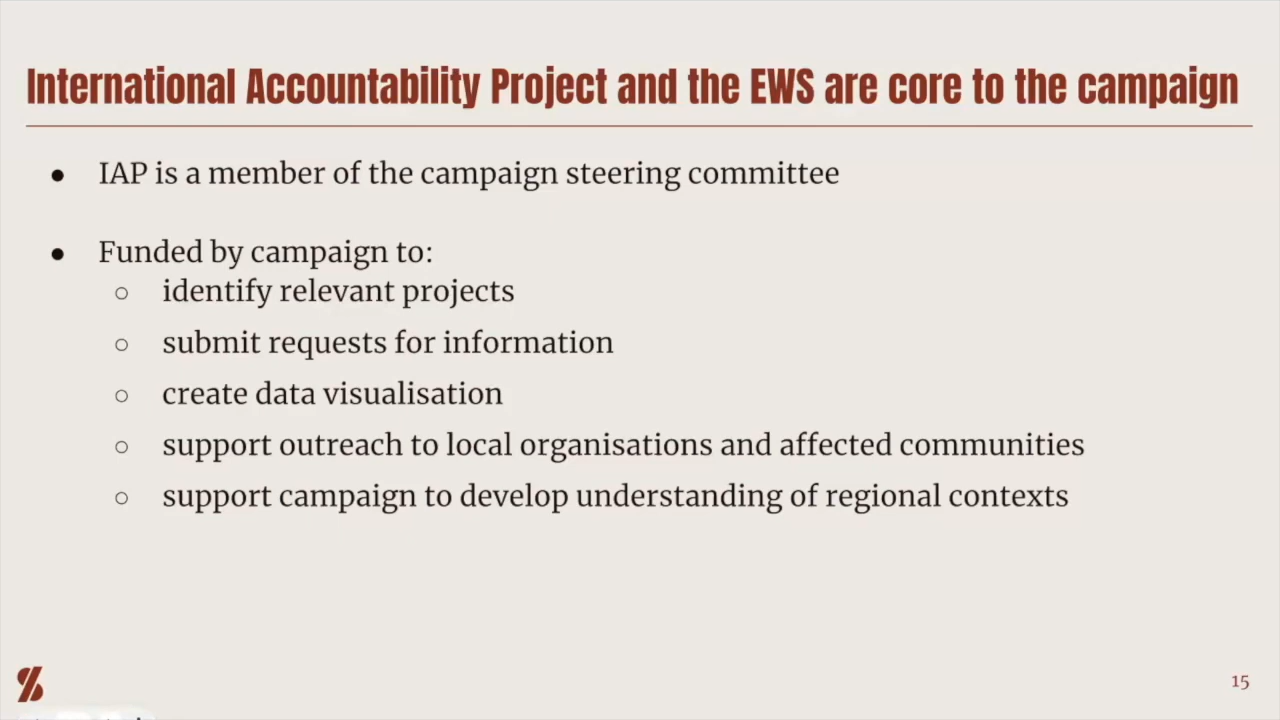 International Accountability Project and the EWS are core to the campaign
● IAP is a member of the campaign steering committee
● Funded by campaign to:
○ identify relevant projects
○ submit requests for information
○ create data visualisation
○ support outreach to local organisations and affected communities
○ support campaign to develop understanding of regional contexts
15